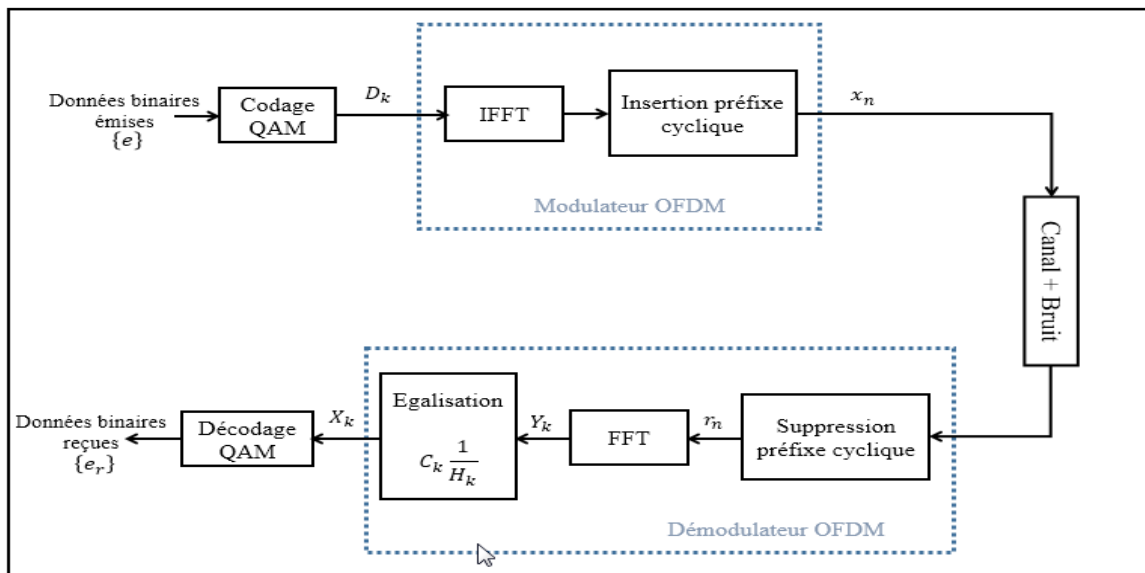 Données binaires
émises
{e}
Codage
QAM
D_k
IFFT
Insertion préfixe
cyclique
x_n
Modulateur OFDM
Canal + Bruit
Données binaires
reçues
{e_r}
Décodage
QAM
X_k
Egalisation
C_k 1/H_k
Y_k
FFT
r_n
Suppression
préfixe cyclique
Démodulateur OFDM